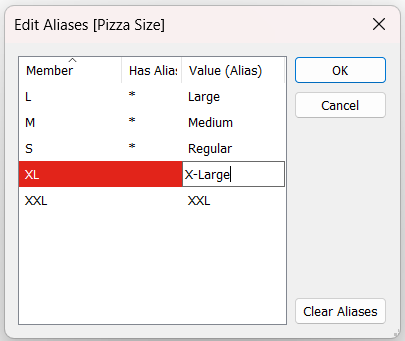 Edit Aliases [Pizza Size]
Member Has Alias Value (Alias)
L * Large
M * Medium
S * Regular
XL X-Large
XXL XXL
OK
Cancel
Clear Aliases